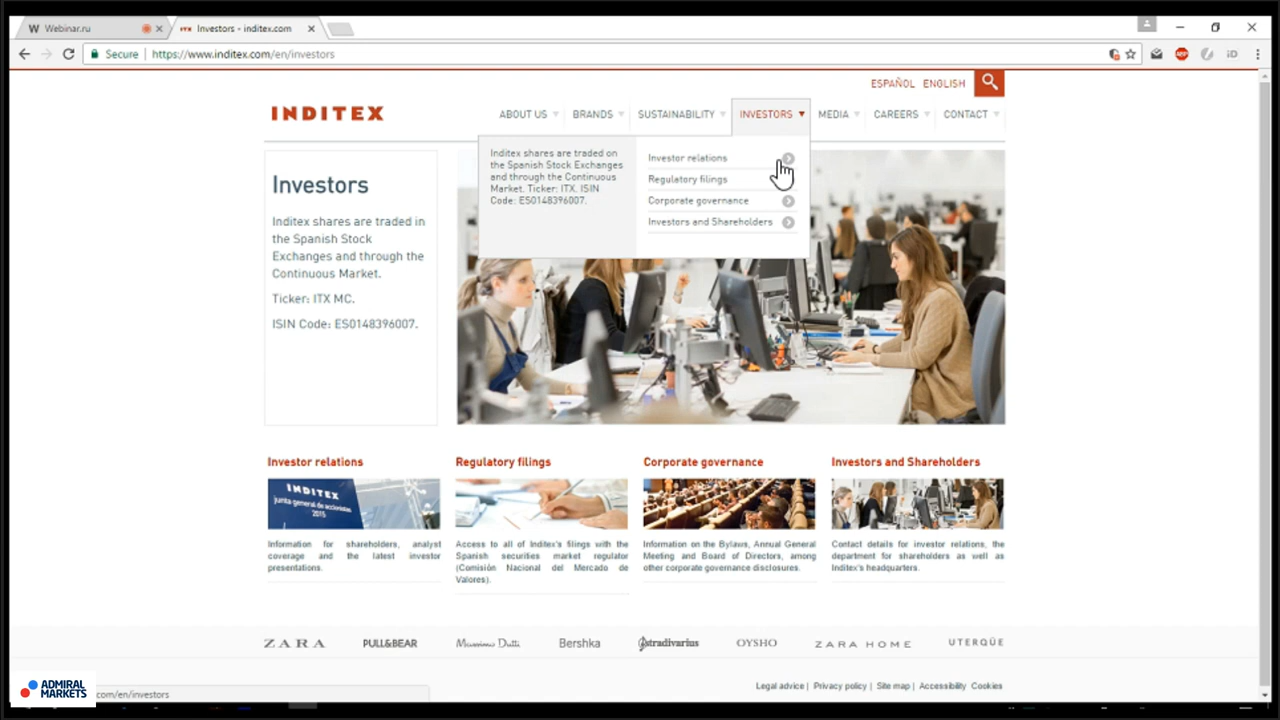 Webinar.ru
Investors - inditex.com
Secure
https://www.inditex.com/en/investors
ESPAÑOL ENGLISH
INDITEX
ABOUT US
BRANDS
SUSTAINABILITY
INVESTORS
MEDIA
CAREERS
CONTACT
Inditex shares are traded on
the Spanish Stock Exchanges
and through the Continuous
Market. Ticker: ITX. ISIN
Code: ES0148396007.
Investor relations
Regulatory filings
Corporate governance
Investors and Shareholders
Investors
Inditex shares are traded in
the Spanish Stock
Exchanges and through the
Continuous Market.
Ticker: ITX MC.
ISIN Code: ES0148396007.
Investor relations
INDITEX
junta general de accionistas
2015
Information for shareholders, analyst
coverage and the latest investor
presentations.
Regulatory filings
Access to all of Inditex's filings with the
Spanish securities market regulator
(Comisión Nacional del Mercado de
Valores).
Corporate governance
Information on the Bylaws, Annual General
Meeting and Board of Directors, among
other corporate governance disclosures.
Investors and Shareholders
Contact details for investor relations, the
department for shareholders as well as
Inditex's headquarters.
ZARA
PULL&BEAR
Massimo Dutti
Bershka
Stradivarius
OYSHO
ZARA HOME
UTERQÜE
Legal advice | Privacy policy | Site map | Accessibility Cookies
ADMIRAL
MARKETS
com/en/investors